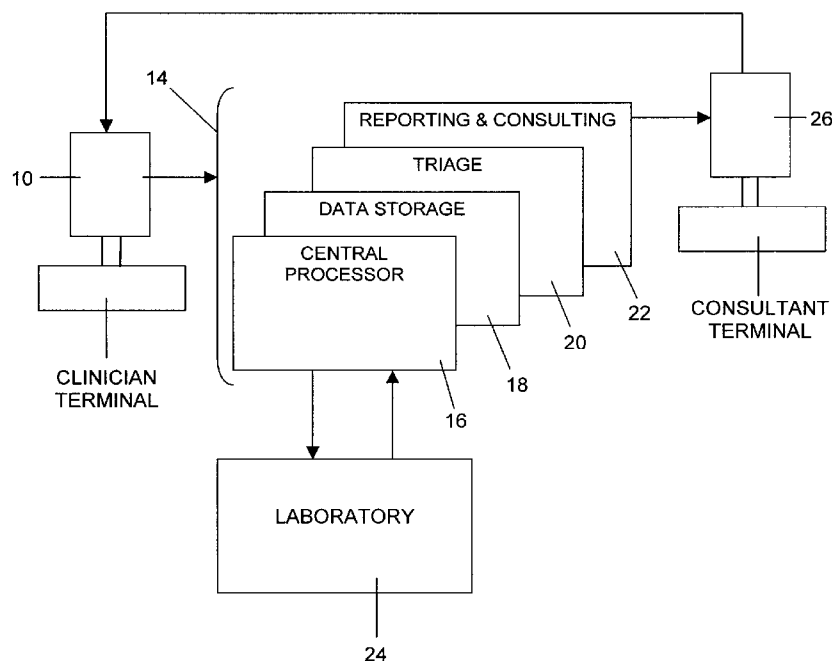 14
REPORTING & CONSULTING
26
10
TRIAGE
DATA STORAGE
CENTRAL
PROCESSOR
22
20
18
16
CONSULTANT
TERMINAL
CLINICIAN
TERMINAL
LABORATORY
24